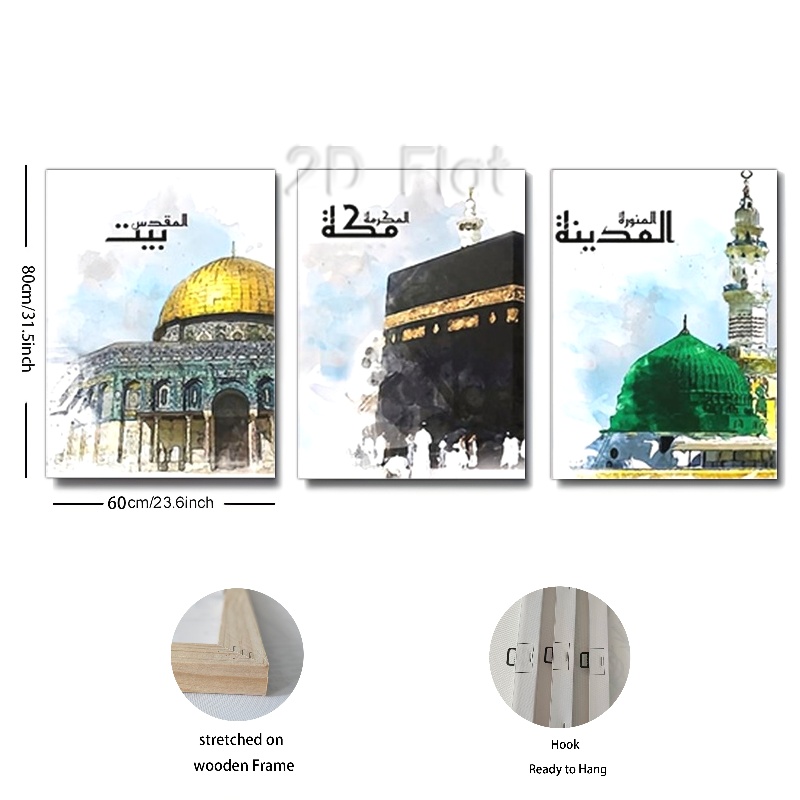 2D Flat
المقدس
بيت
المكرمة
مكة
المنورة
المدينة
80cm/31.5inch
60cm/23.6inch
stretched on
wooden Frame
Hook
Ready to Hang